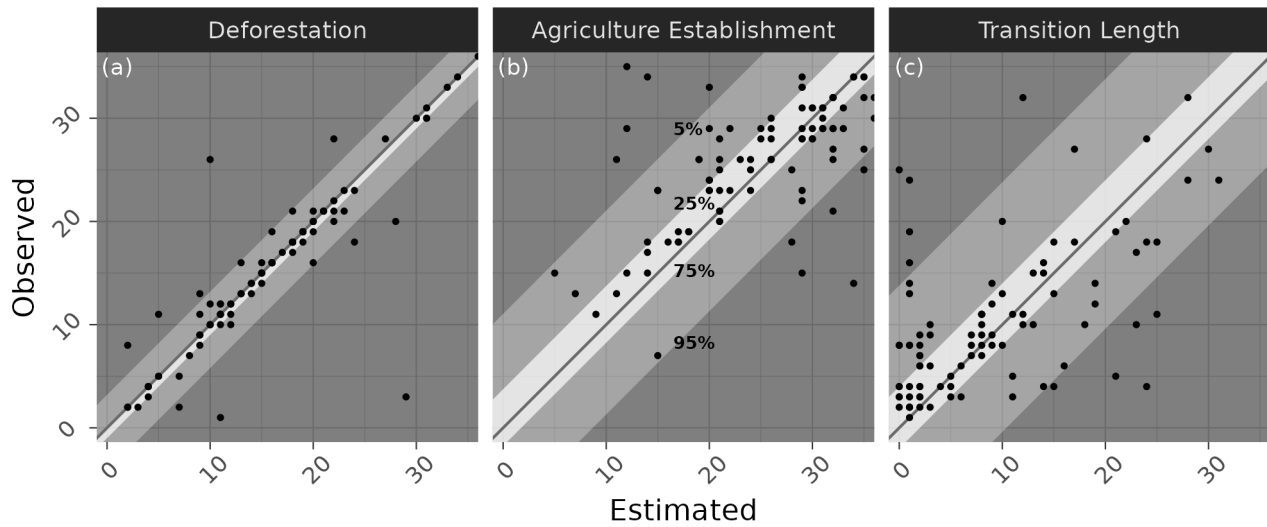 Deforestation
Agriculture Establishment
Transition Length
(a)
(b)
(c)
30
20
10
0
5%
25%
75%
95%
0 10 20 30
0 10 20 30
0 10 20 30
Observed
Estimated